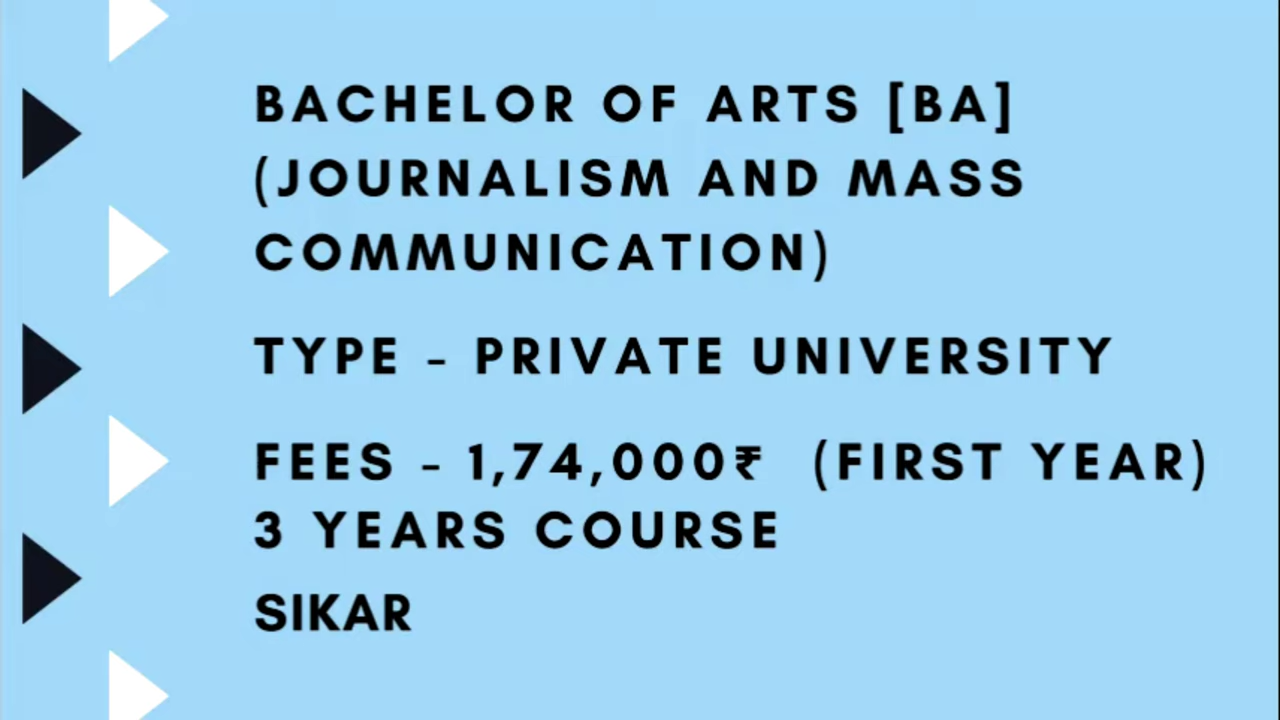 BACHELOR OF ARTS [BA]
(JOURNALISM AND MASS
COMMUNICATION)
TYPE - PRIVATE UNIVERSITY
FEES - 1,74,000₹ (FIRST YEAR)
3 YEARS COURSE
SIKAR